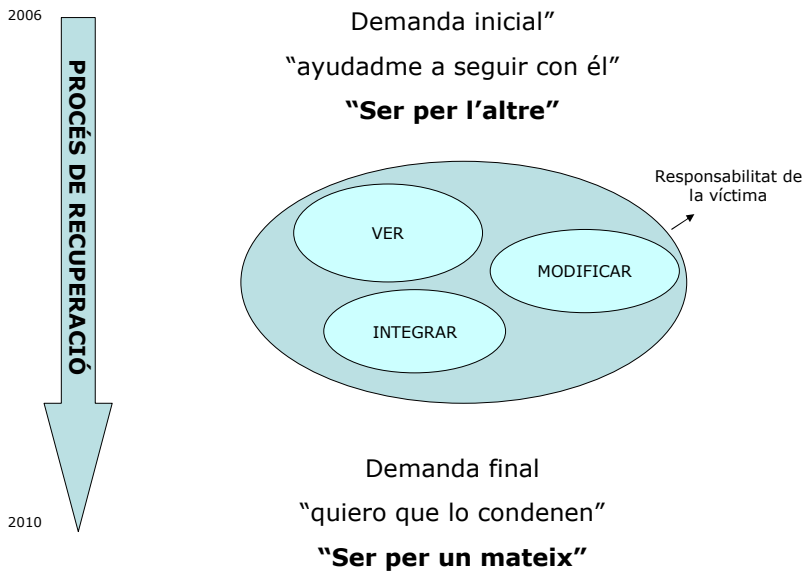 2006
Demanda inicial”
“ayudadme a seguir con él”
“Ser per l’altre”
PROCÉS DE RECUPERACIÓ
Responsabilitat de
la víctima
VER
MODIFICAR
INTEGRAR
Demanda final
“quiero que lo condenen”
2010
“Ser per un mateix”